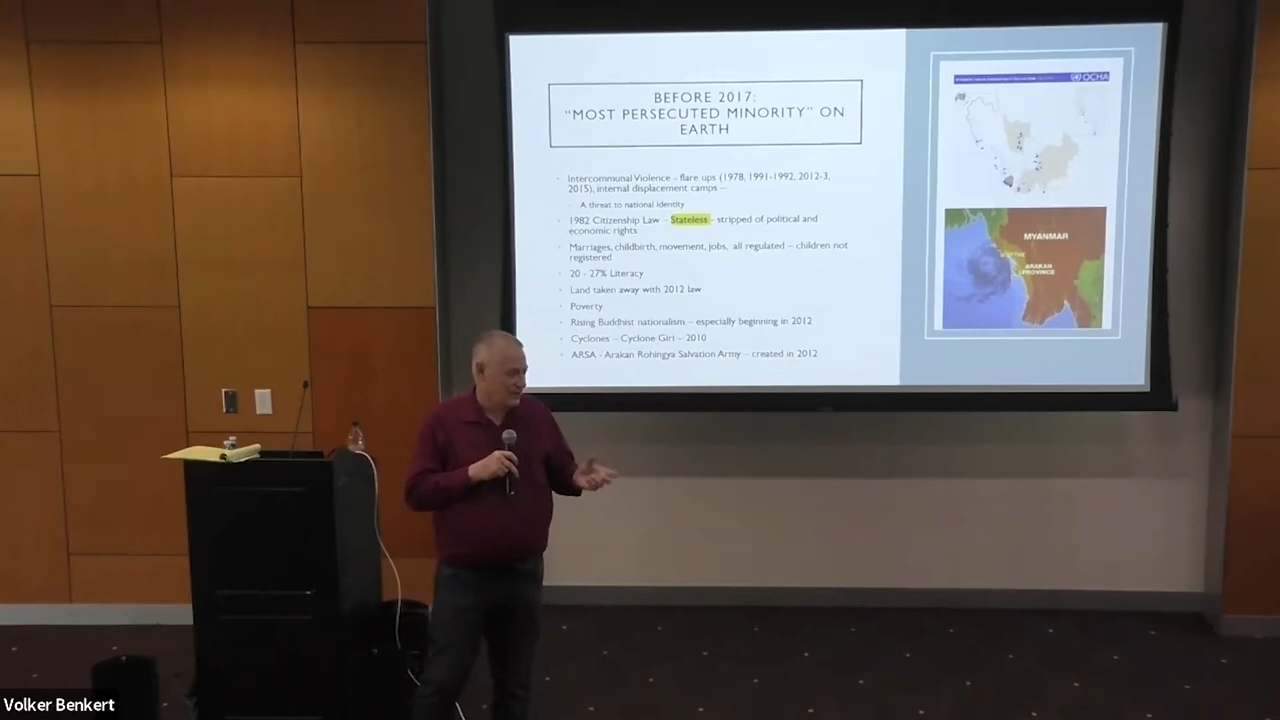 BEFORE 2017:
“MOST PERSECUTED MINORITY” ON
EARTH
Intercommunal Violence - flare ups (1978, 1991-1992, 2012-3,
2015), internal displacement camps –
A threat to national identity
1982 Citizenship Law – Stateless - stripped of political and
economic rights
Marriages, childbirth, movement, jobs, all regulated – children not
registered
20 - 27% Literacy
Land taken away with 2012 law
Poverty
Rising Buddhist nationalism – especially beginning in 2012
Cyclones – Cyclone Giri – 2010
ARSA - Arakan Rohingya Salvation Army – created in 2012
OCHA
MYANMAR
ARAKAN
PROVINCE
Volker Benkert